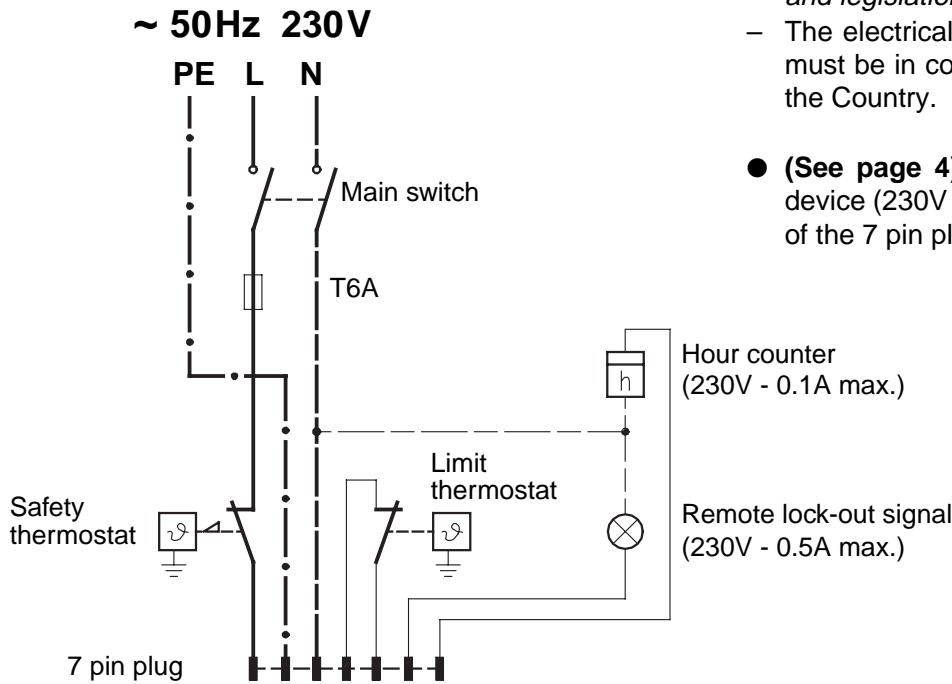 ~ 50Hz 230V
PE L N
Main switch
T6A
Hour counter
(230V - 0.1A max.)
h
Limit
thermostat
Safety
thermostat
ϑ
ϑ
Remote lock-out signal
(230V - 0.5A max.)
7 pin plug
and legislation
– The electrical
must be in co
the Country.
● (See page 4)
device (230V
of the 7 pin pl